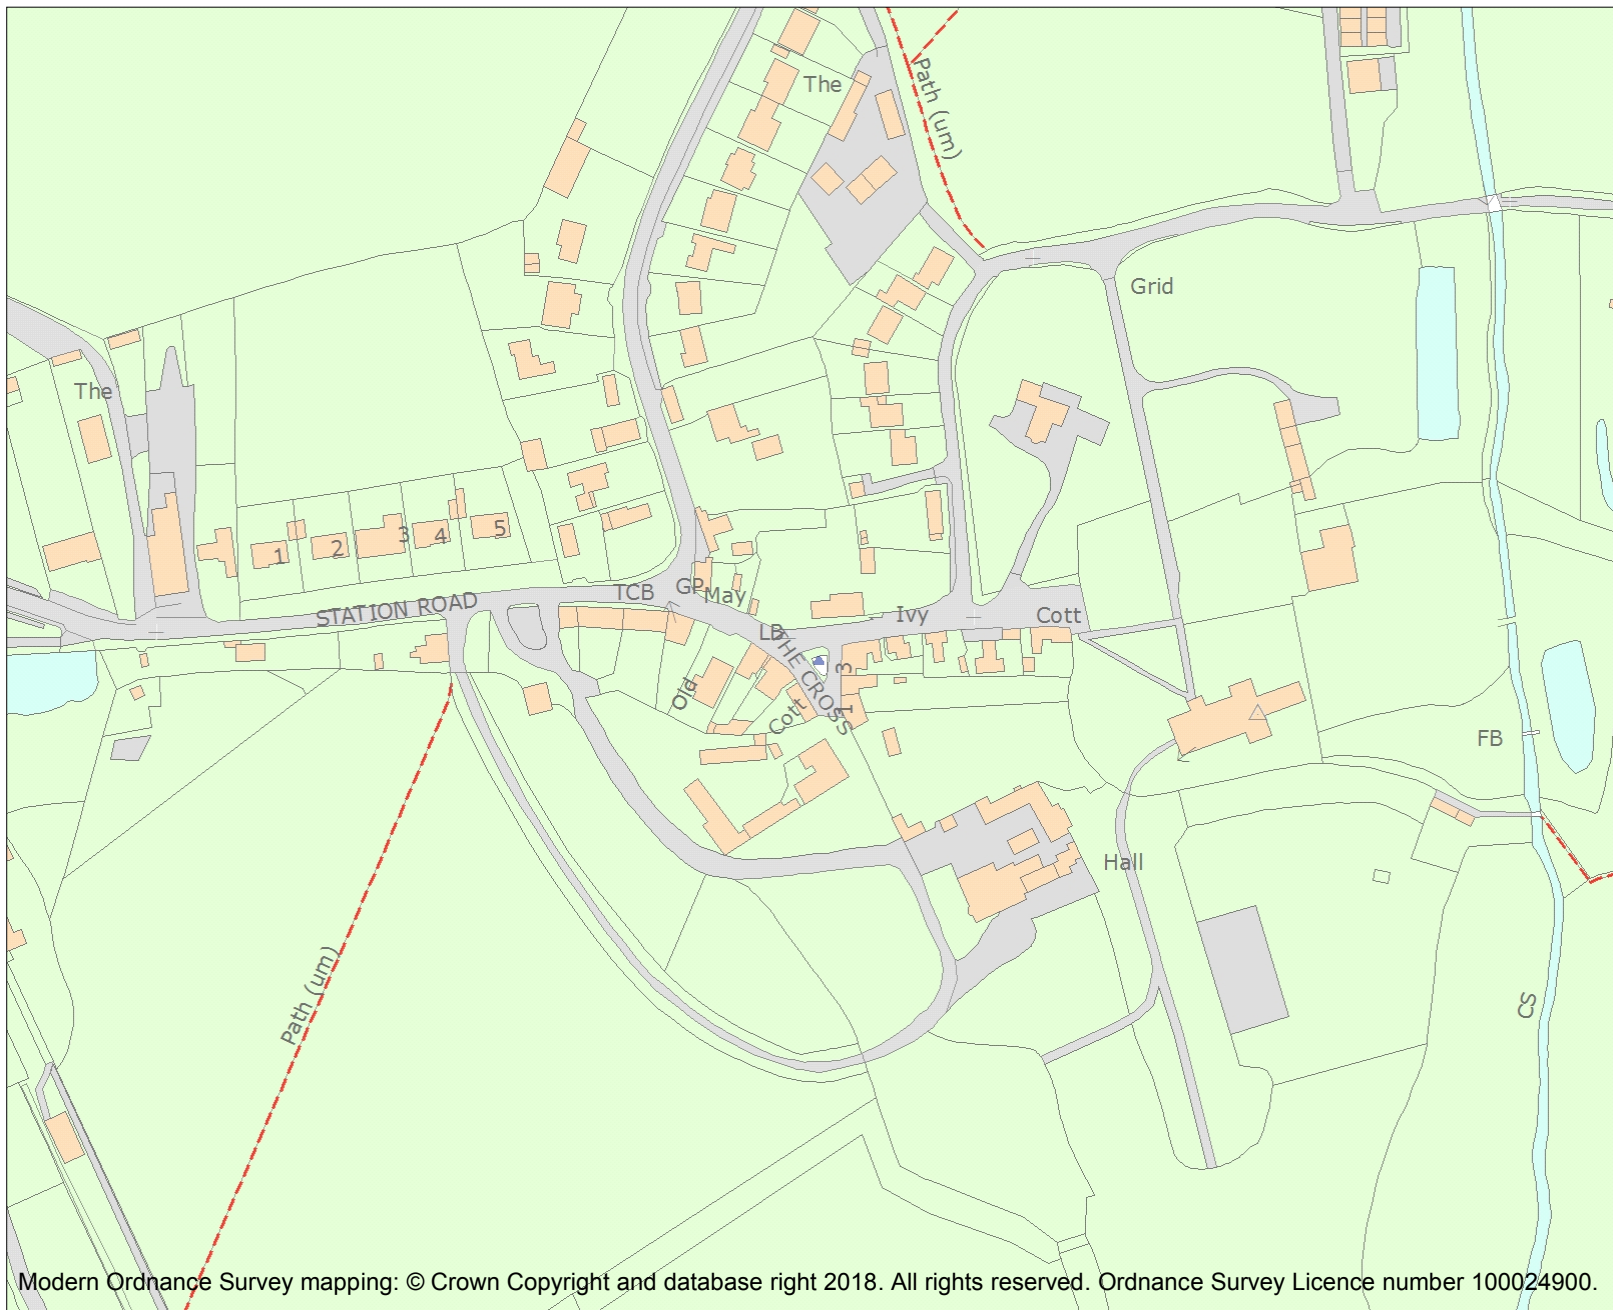 The
Path (um)
Grid
The
1
2
3
4
5
STATION ROAD
TCB
GP
May
LB
Ivy
Cott
THE CROSS
3
1
Old
Cott
FB
Hall
Path (um)
CS
Modern Ordnance Survey mapping: © Crown Copyright and database right 2018. All rights reserved. Ordnance Survey Licence number 100024900.